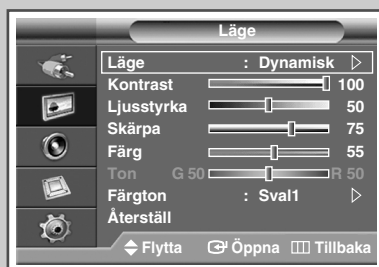 Läge
Läge : Dynamisk
Kontrast 100
Ljusstyrka 50
Skärpa 75
Färg 55
Ton G 50 R 50
Färgton : Sval1
Återställ
Flytta Öppna Tillbaka